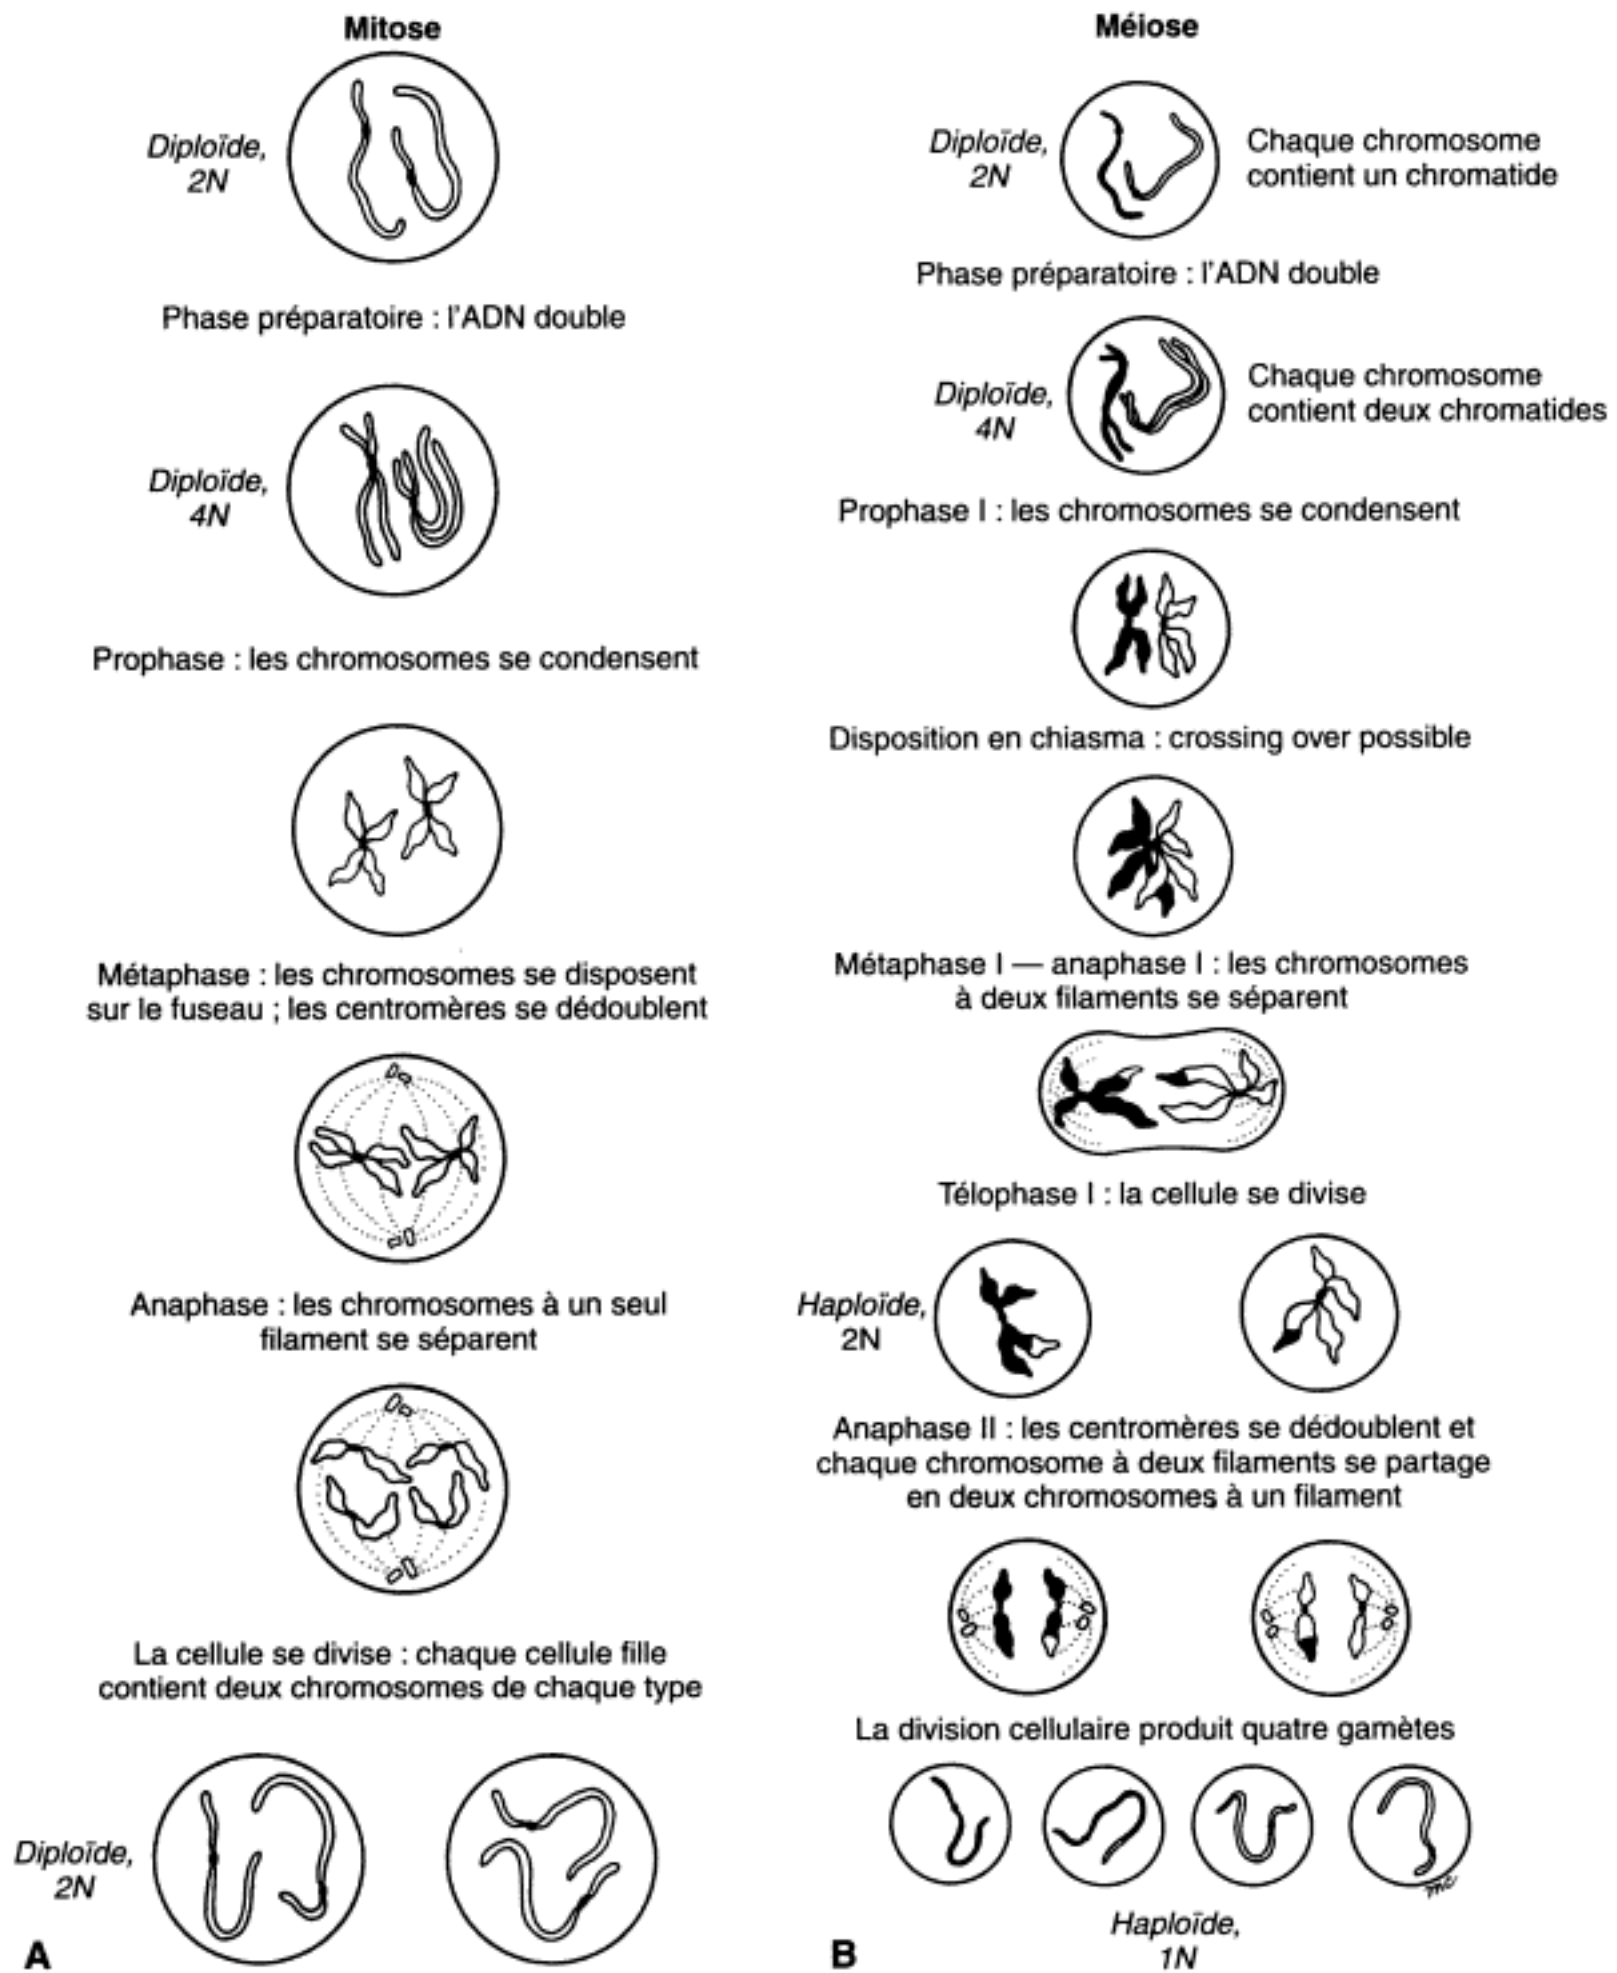 Mitose
Diploïde,
2N
Phase préparatoire : l'ADN double
Diploïde,
4N
Prophase : les chromosomes se condensent
Métaphase : les chromosomes se disposent
sur le fuseau ; les centromères se dédoublent
Anaphase : les chromosomes à un seul
filament se séparent
La cellule se divise : chaque cellule fille
contient deux chromosomes de chaque type
Diploïde,
2N
A
Méiose
Diploïde,
2N
Chaque chromosome
contient un chromatide
Phase préparatoire : l'ADN double
Diploïde,
4N
Chaque chromosome
contient deux chromatides
Prophase I : les chromosomes se condensent
Disposition en chiasma : crossing over possible
Métaphase I — anaphase I : les chromosomes
à deux filaments se séparent
Télophase I : la cellule se divise
Haploïde,
2N
Anaphase II : les centromères se dédoublent et
chaque chromosome à deux filaments se partage
en deux chromosomes à un filament
La division cellulaire produit quatre gamètes
mc
Haploïde,
1N
B